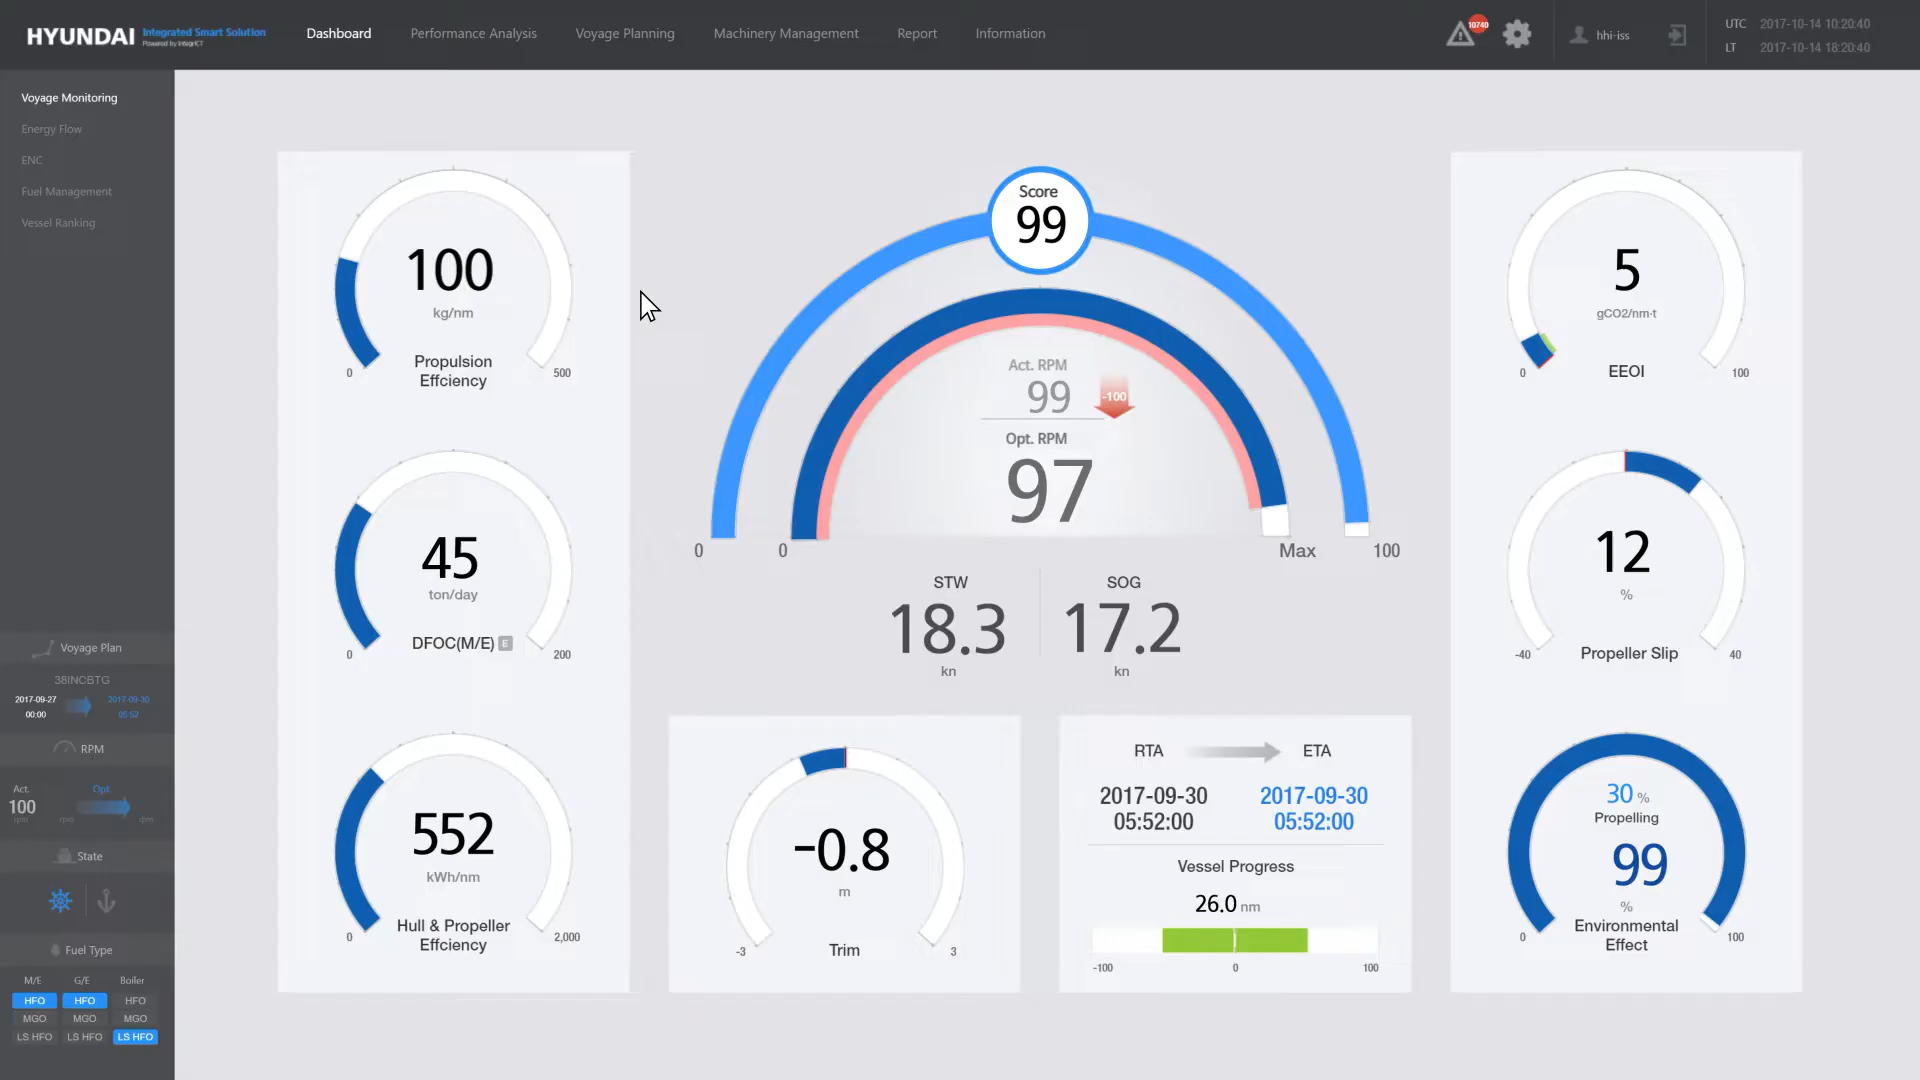 HYUNDAI Integrated Smart Solution
Powered by IntegrICT
Dashboard
Performance Analysis
Voyage Planning
Machinery Management
Report
Information
10740
hhi-iss
UTC 2017-10-14 10:20:40
LT 2017-10-14 18:20:40
Voyage Monitoring
Energy Flow
ENC
Fuel Management
Vessel Ranking
Voyage Plan
38INCBTG
2017-09-27 2017-09-30
00:00 05:52
RPM
Act. Opt.
100
rpm rpm rpm
State
Fuel Type
M/E G/E Boiler
HFO HFO HFO
MGO MGO MGO
LS HFO LS HFO LS HFO
100
kg/nm
Propulsion
Effciency
0 500
45
ton/day
DFOC(M/E) E
0 200
552
kWh/nm
Hull & Propeller
Effciency
0 2,000
Score
99
Act. RPM
99
-100
Opt. RPM
97
0 0 Max 100
STW SOG
18.3 17.2
kn kn
-0.8
m
Trim
-3 3
RTA ETA
2017-09-30 2017-09-30
05:52:00 05:52:00
Vessel Progress
26.0 nm
-100 0 100
5
gCO2/nm·t
EEOI
0 100
12
%
Propeller Slip
-40 40
30 %
Propelling
99
%
Environmental
Effect
0 100